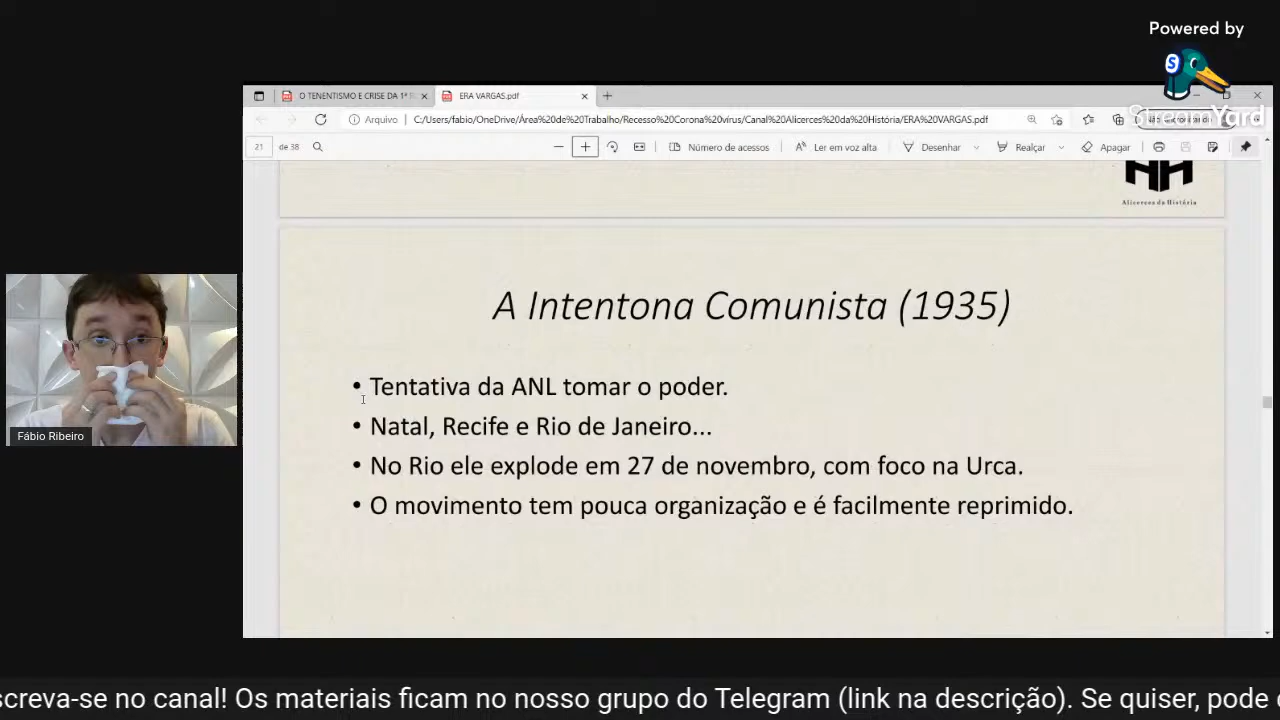 Powered by
StreamYard
O TENENTISMO E CRISE DA 1ª
ERA VARGAS.pdf
Arquivo
C:/Users/fabio/OneDrive/Área%20de%20Trabalho/Recesso%20Corona%20vírus/Canal%20Alicerces%20da%20História/ERA%20VARGAS.pdf
21 de 38
Número de acessos
Ler em voz alta
Desenhar
Realçar
Apagar
Alicerces da História
A Intentona Comunista (1935)
• Tentativa da ANL tomar o poder.
• Natal, Recife e Rio de Janeiro...
• No Rio ele explode em 27 de novembro, com foco na Urca.
• O movimento tem pouca organização e é facilmente reprimido.
Fábio Ribeiro
screva-se no canal! Os materiais ficam no nosso grupo do Telegram (link na descrição). Se quiser, pode